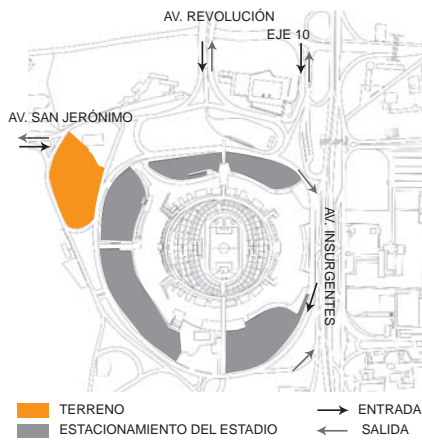 AV. REVOLUCIÓN
EJE 10
AV. SAN JERÓNIMO
AV. INSURGENTES
TERRENO
ENTRADA
ESTACIONAMIENTO DEL ESTADIO
SALIDA